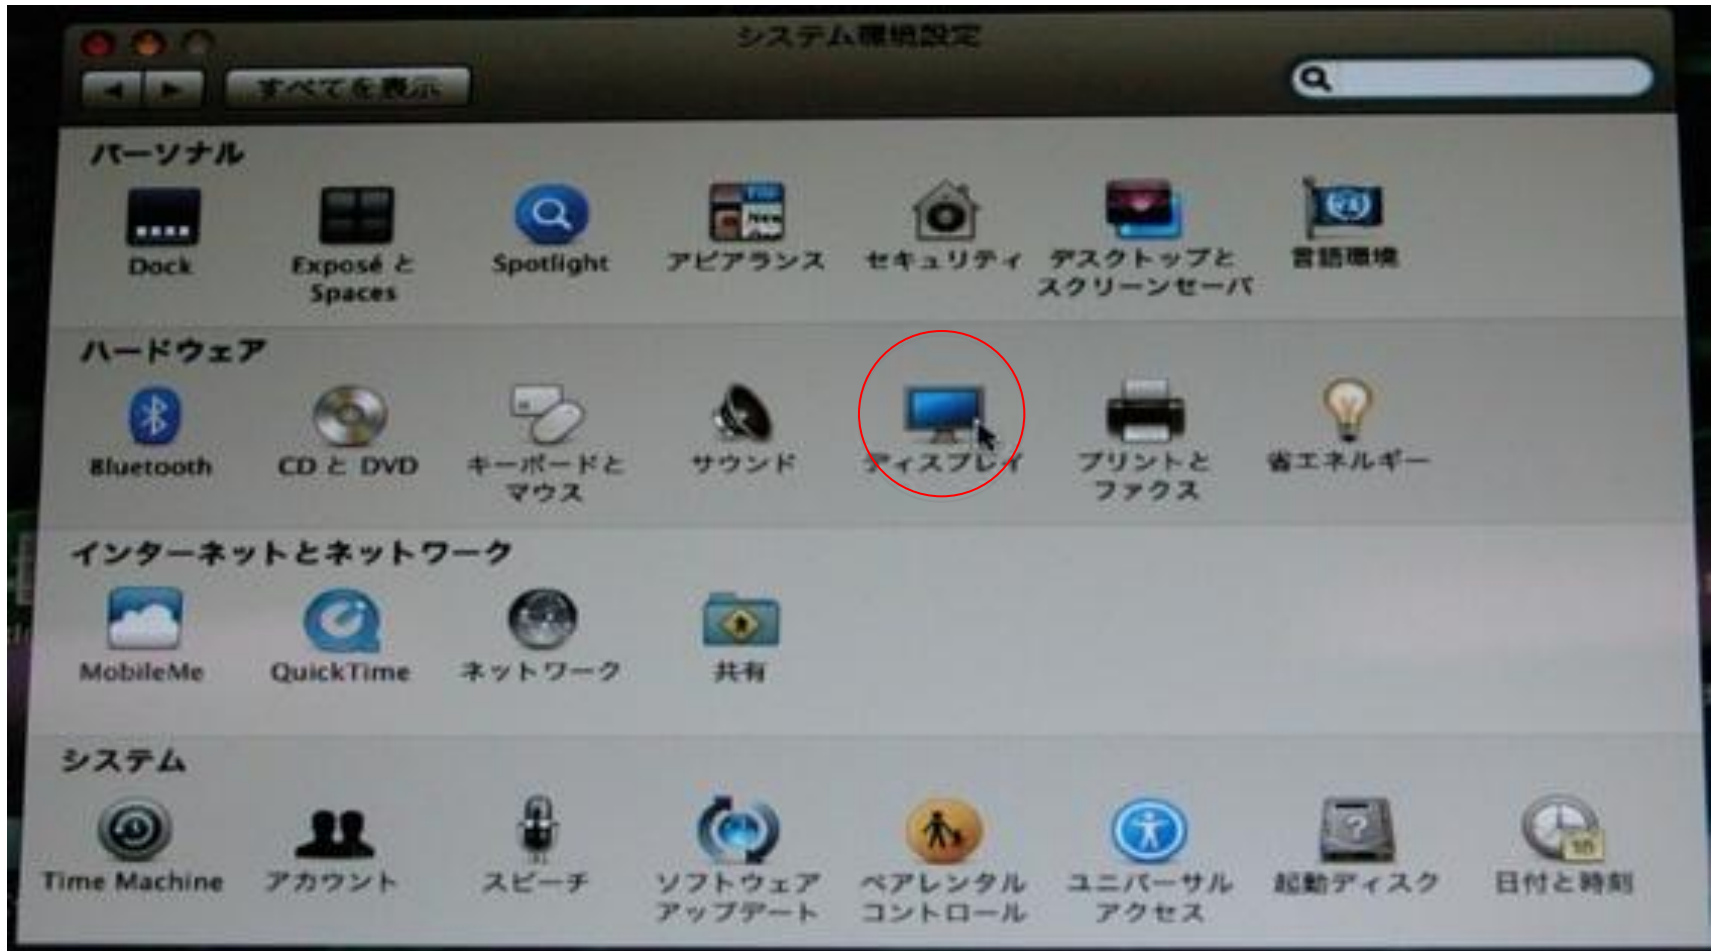 システム環境設定
すべてを表示
パーソナル
Dock
Exposé と
Spaces
Spotlight
アピアランス
セキュリティ
デスクトップと
スクリーンセーバ
言語環境
ハードウェア
Bluetooth
CD と DVD
キーボードと
マウス
サウンド
ディスプレイ
プリントと
ファクス
省エネルギー
インターネットとネットワーク
MobileMe
QuickTime
ネットワーク
共有
システム
Time Machine
アカウント
スピーチ
ソフトウェア
アップデート
ペアレンタル
コントロール
ユニバーサル
アクセス
起動ディスク
日付と時刻